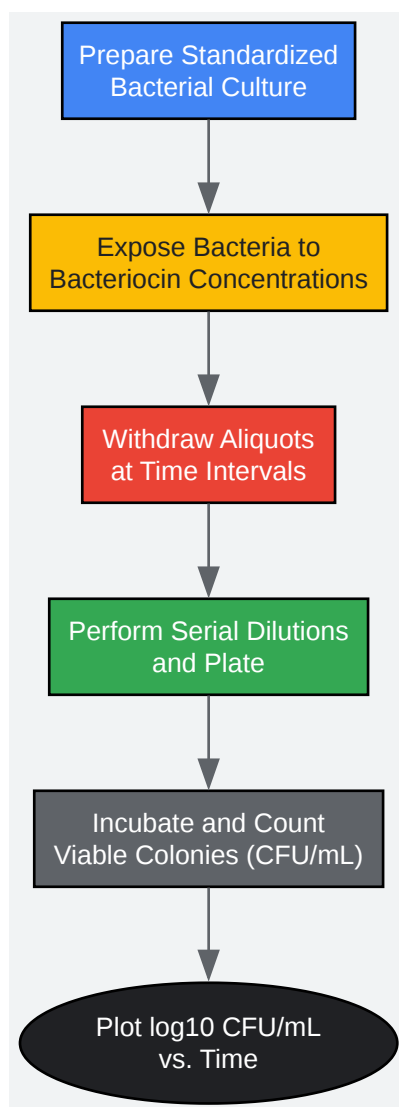 Prepare Standardized
Bacterial Culture
Expose Bacteria to
Bacteriocin Concentrations
Withdraw Aliquots
at Time Intervals
Perform Serial Dilutions
and Plate
Incubate and Count
Viable Colonies (CFU/mL)
Plot log10 CFU/mL
vs. Time